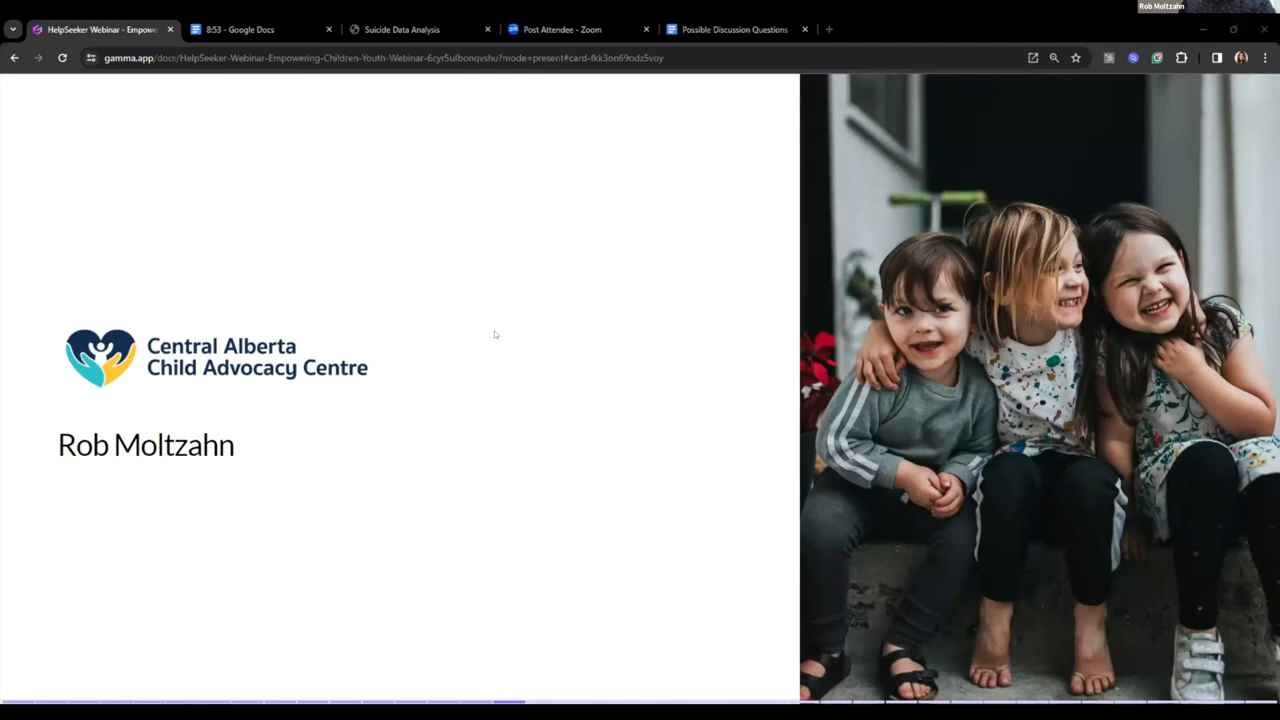 Rob Moltzahn
HelpSeeker Webinar - Empowe
8:53 - Google Docs
Suicide Data Analysis
Post Attendee - Zoom
Possible Discussion Questions
gamma.app/docs/HelpSeeker-Webinar-Empowering-Children-Youth-Webinar-6cyr5ufbonqvshu?mode=present#card-fkk3on69odz5voy
Central Alberta
Child Advocacy Centre
Rob Moltzahn